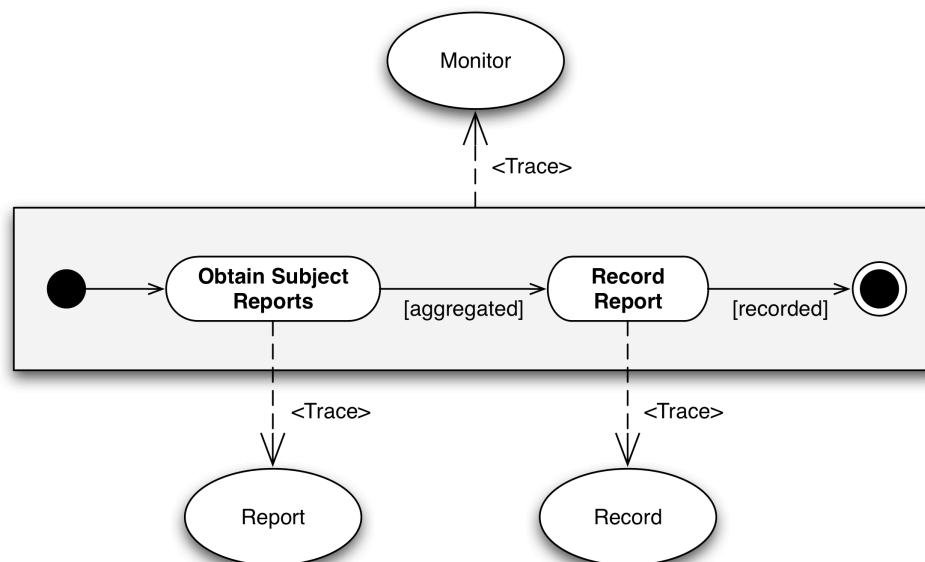 Monitor
<Trace>
Obtain Subject
Reports
[aggregated]
Record
Report
[recorded]
<Trace>
<Trace>
Report
Record